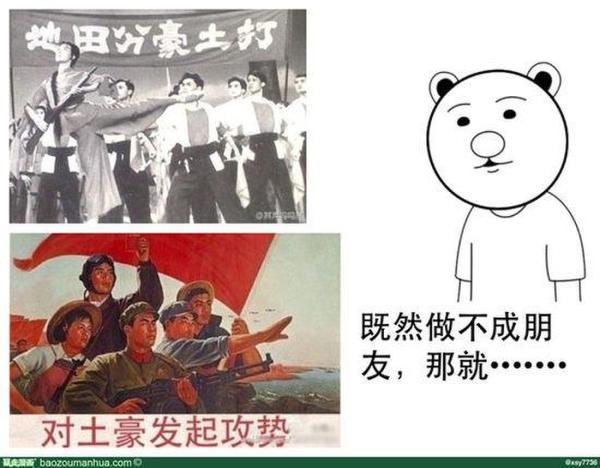 打土豪分田地
既然做不成朋
友，那就·······
对土豪发起攻势
暴走漫画 baozoumanhua.com ©
@xsy7736